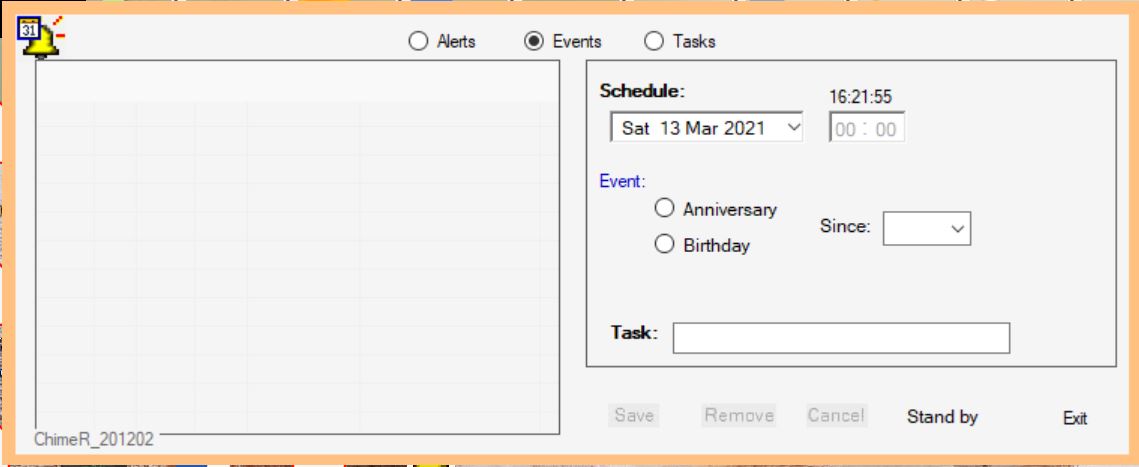 31
Alerts Events Tasks
Schedule: 16:21:55
Sat 13 Mar 2021 00 : 00
Event:
Anniversary
Since:
Birthday
Task:
Save Remove Cancel Stand by Exit
ChimeR_201202